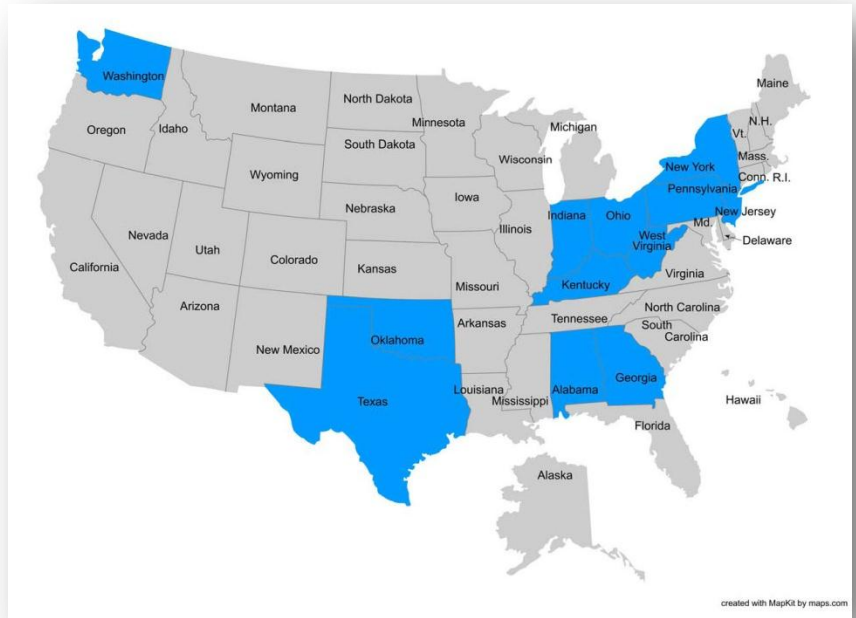 Washington
Montana
North Dakota
Minnesota
Maine
Oregon
Idaho
South Dakota
Michigan
Vt.
N.H.
Wisconsin
Wyoming
New York
Mass.
Conn.
R.I.
Pennsylvania
Nebraska
Iowa
Nevada
Utah
Illinois
Indiana
Ohio
New Jersey
Md.
Delaware
West
Virginia
California
Colorado
Kansas
Missouri
Kentucky
Virginia
Arizona
New Mexico
Oklahoma
Arkansas
Tennessee
North Carolina
South
Carolina
Texas
Louisiana
Mississippi
Alabama
Georgia
Hawaii
Florida
Alaska
created with MapKit by maps.com